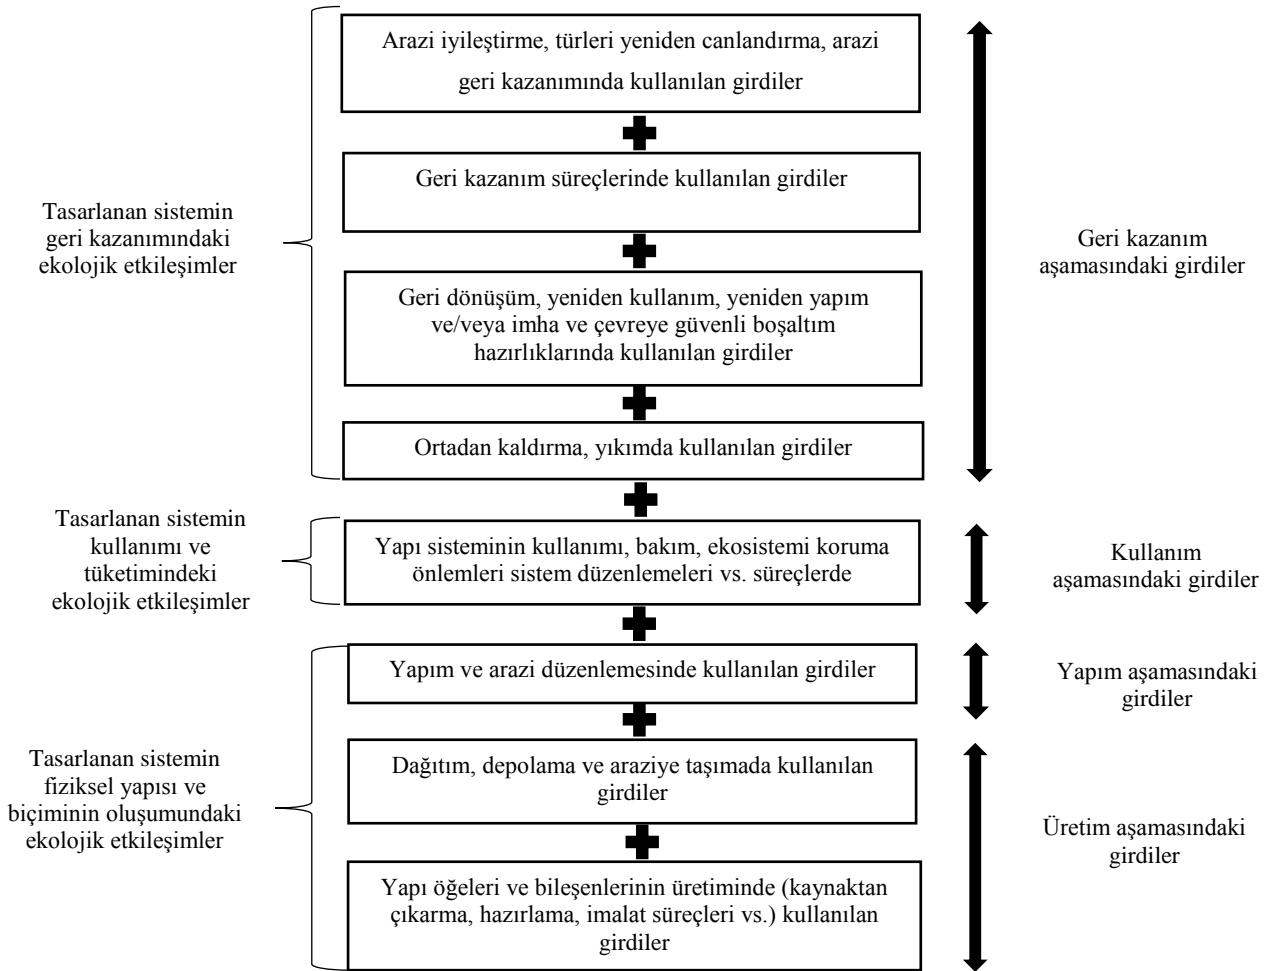 Arazi iyileştirme, türleri yeniden canlandırma, arazi
geri kazanımında kullanılan girdiler
Geri kazanım süreçlerinde kullanılan girdiler
Tasarlanan sistemin
geri kazanımındaki
ekolojik etkileşimler
Geri kazanım
aşamasındaki girdiler
Geri dönüşüm, yeniden kullanım, yeniden yapım
ve/veya imha ve çevreye güvenli boşaltım
hazırlıklarında kullanılan girdiler
Ortadan kaldırma, yıkımda kullanılan girdiler
Tasarlanan sistemin
kullanımı ve
tüketimindeki
ekolojik etkileşimler
Yapı sisteminin kullanımı, bakım, ekosistemi koruma
önlemleri sistem düzenlemeleri vs. süreçlerde
Kullanım
aşamasındaki girdiler
Yapım ve arazi düzenlemesinde kullanılan girdiler
Yapım aşamasındaki
girdiler
Tasarlanan sistemin
fiziksel yapısı ve
biçiminin oluşumundaki
ekolojik etkileşimler
Dağıtım, depolama ve araziye taşımada kullanılan
girdiler
Üretim aşamasındaki
girdiler
Yapı öğeleri ve bileşenlerinin üretiminde (kaynaktan
çıkarma, hazırlama, imalat süreçleri vs.) kullanılan
girdiler